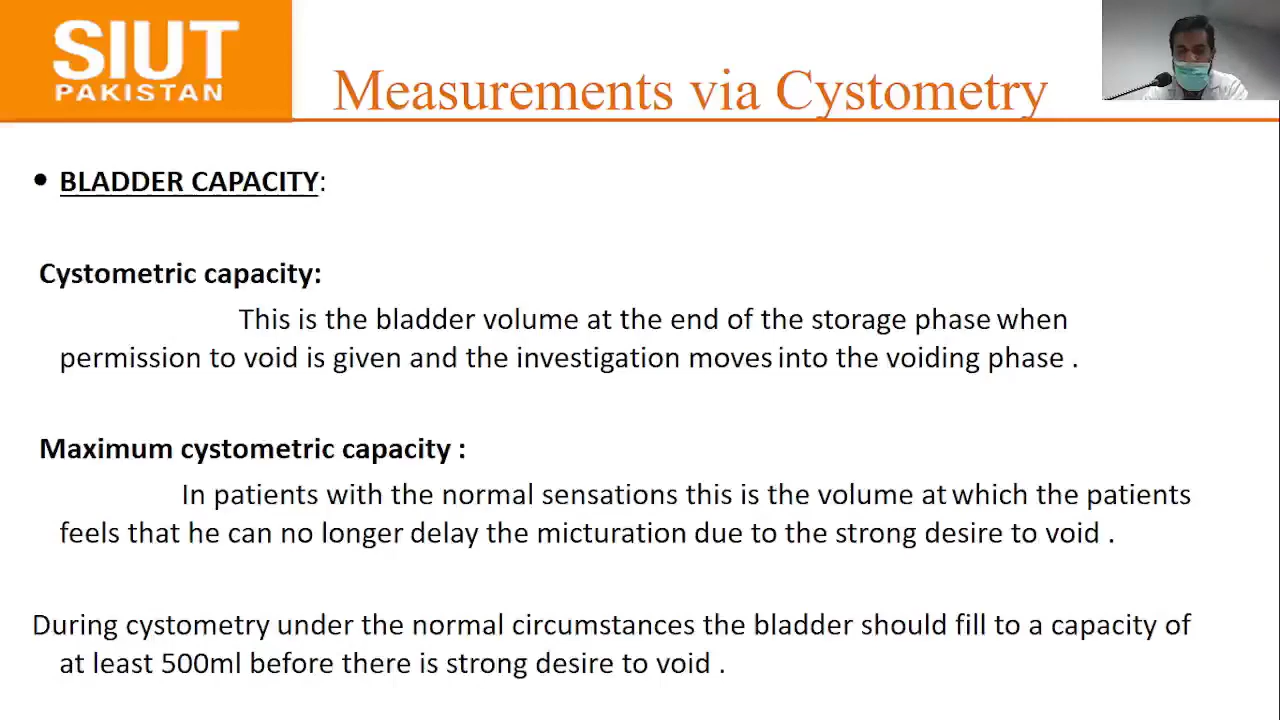 SIUT
PAKISTAN
Measurements via Cystometry
• BLADDER CAPACITY:
Cystometric capacity:
This is the bladder volume at the end of the storage phase when
permission to void is given and the investigation moves into the voiding phase .
Maximum cystometric capacity :
In patients with the normal sensations this is the volume at which the patients
feels that he can no longer delay the micturation due to the strong desire to void .
During cystometry under the normal circumstances the bladder should fill to a capacity of
at least 500ml before there is strong desire to void .